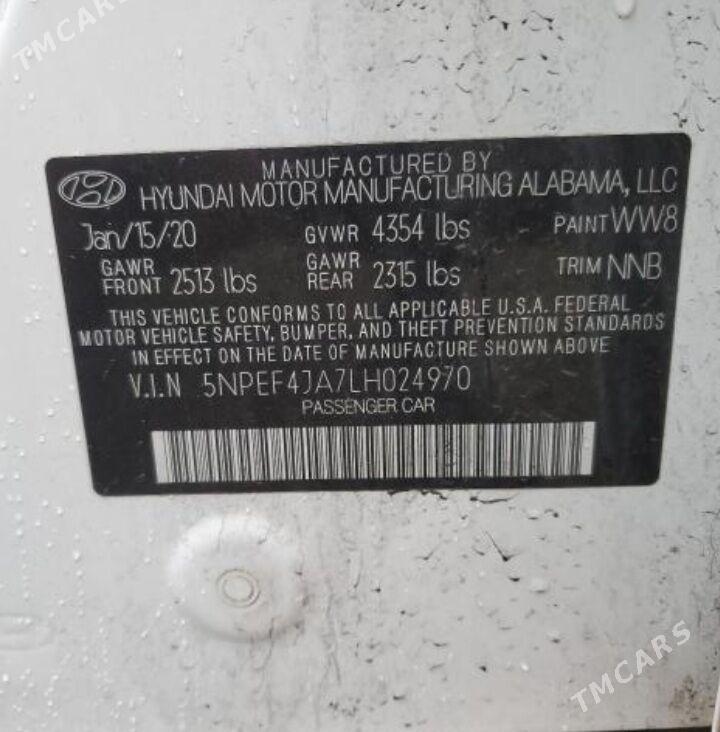 TMCARS
MANUFACTURED BY
HYUNDAI MOTOR MANUFACTURING ALABAMA, LLC
Jan/15/20 GVWR 4354 lbs PAINT WW8
GAWR FRONT 2513 lbs GAWR REAR 2315 lbs TRIM NNB
THIS VEHICLE CONFORMS TO ALL APPLICABLE U.S.A. FEDERAL
MOTOR VEHICLE SAFETY, BUMPER, AND THEFT PREVENTION STANDARDS
IN EFFECT ON THE DATE OF MANUFACTURE SHOWN ABOVE
V.I.N 5NPEF4JA7LH024970
PASSENGER CAR
TMCARS